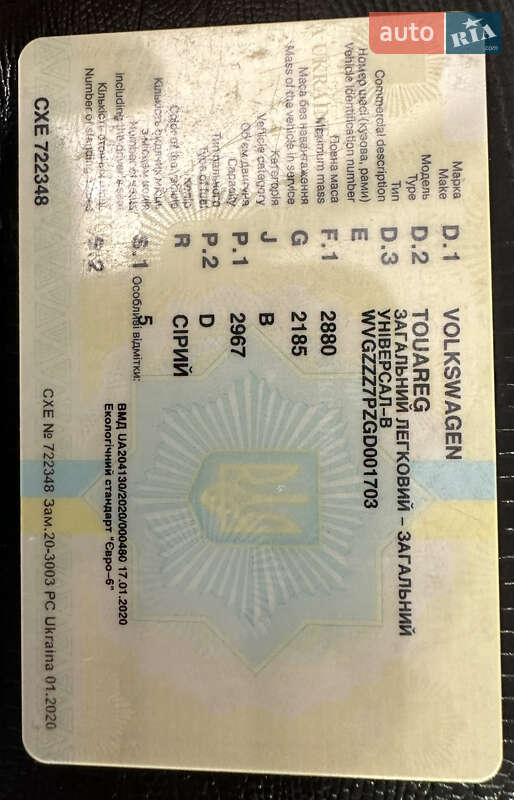 auto RIA .com
Марка D.1 VOLKSWAGEN
Make
Модель D.2 TOUAREG
Type
Тип D.3 ЗАГАЛЬНИЙ ЛЕГКОВИЙ – ЗАГАЛЬНИЙ
Commercial description УНІВЕРСАЛ-В
Номер шасі (кузова, рами) E WVGZZZ7PZGD001703
Vehicle identification number
Повна маса F.1 2880
Maximum mass
Маса без навантаження G 2185
Mass of the vehicle in service
Категорія J B
Vehicle category
Об'єм двигуна P.1 2967
Capacity
Тип пального P.2 D
Type of fuel
Колір R СІРИЙ
Color of the vehicle
Кількість сидячих місць S.1 5
з місцем водія
Number of seats
including the driver's seat Особливі відмітки:
Кількість стоячих місць S.2 ВМД UA204130/2020/000480 17.01.2020
Number of standing places Екологічний стандарт "Євро-6"
СХЕ 722348
СХЕ № 722348 Зам.20-3003 PC Ukraina 01.2020